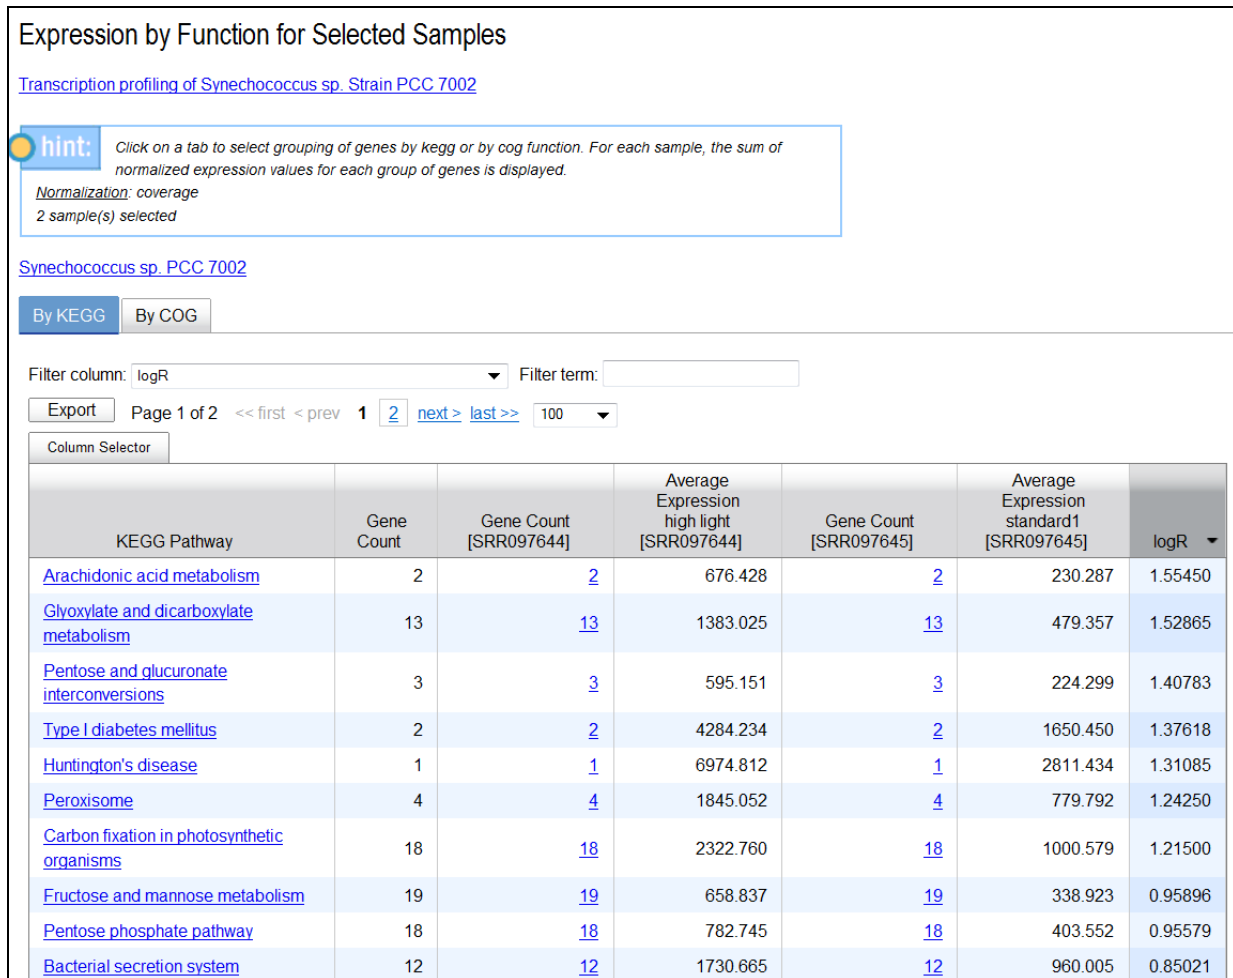 Expression by Function for Selected Samples
Transcription profiling of Synechococcus sp. Strain PCC 7002
hint: Click on a tab to select grouping of genes by kegg or by cog function. For each sample, the sum of
normalized expression values for each group of genes is displayed.
Normalization: coverage
2 sample(s) selected
Synechococcus sp. PCC 7002
By KEGG By COG
Filter column: logR Filter term:
Export Page 1 of 2 << first < prev 1 2 next > last >> 100
Column Selector
KEGG Pathway
Gene
Count
Gene Count
[SRR097644]
Average
Expression
high light
[SRR097644]
Gene Count
[SRR097645]
Average
Expression
standard1
[SRR097645]
logR
Arachidonic acid metabolism 2 2 676.428 2 230.287 1.55450
Glyoxylate and dicarboxylate
metabolism 13 13 1383.025 13 479.357 1.52865
Pentose and glucuronate
interconversions 3 3 595.151 3 224.299 1.40783
Type I diabetes mellitus 2 2 4284.234 2 1650.450 1.37618
Huntington's disease 1 1 6974.812 1 2811.434 1.31085
Peroxisome 4 4 1845.052 4 779.792 1.24250
Carbon fixation in photosynthetic
organisms 18 18 2322.760 18 1000.579 1.21500
Fructose and mannose metabolism 19 19 658.837 19 338.923 0.95896
Pentose phosphate pathway 18 18 782.745 18 403.552 0.95579
Bacterial secretion system 12 12 1730.665 12 960.005 0.85021